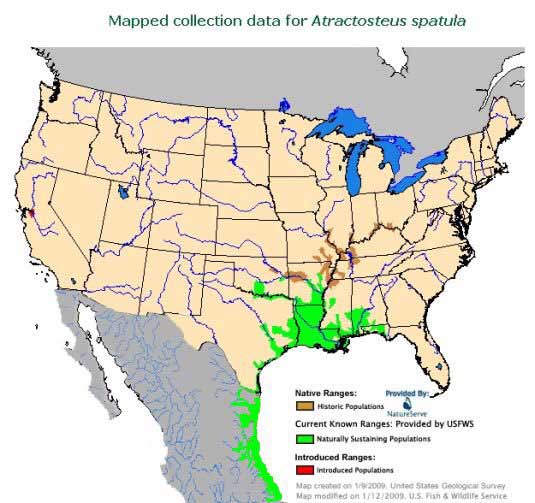 Mapped collection data for Atractosteus spatula
Native Ranges:
Historic Populations
Provided By:
NatureServe
Current Known Ranges: Provided by USFWS
Naturally Sustaining Populations
Introduced Ranges:
Introduced Populations
Map created on 1/9/2009. United States Geological Survey
Map modified on 1/12/2009. U.S. Fish & Wildlife Service